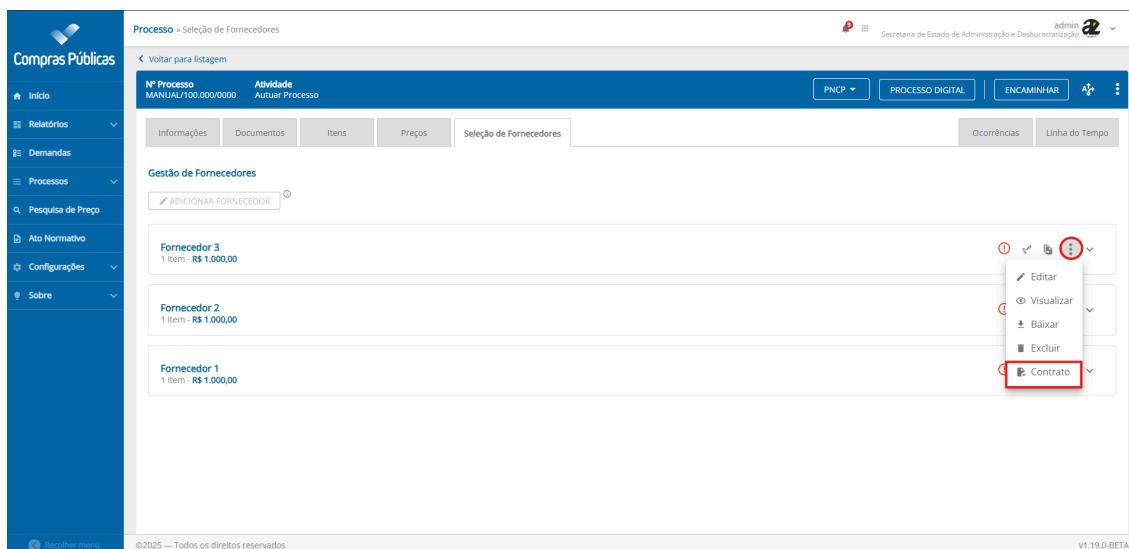 Compras Públicas
Início
Relatórios
Demandas
Processos
Pesquisa de Preço
Ato Normativo
Configurações
Sobre
Recolher menu
Processo » Seleção de Fornecedores
admin
Secretaria de Estado de Administração e Desburocratização
Voltar para listagem
Nº Processo Atividade
MANUAL/100.000/0000 Autuar Processo
PNCP PROCESSO DIGITAL ENCAMINHAR
Informações Documentos Itens Preços Seleção de Fornecedores Ocorrências Linha do Tempo
Gestão de Fornecedores
ADICIONAR FORNECEDOR
Fornecedor 3
1 Item - R$ 1.000,00
Editar
Visualizar
Baixar
Excluir
Contrato
Fornecedor 2
1 Item - R$ 1.000,00
Fornecedor 1
1 Item - R$ 1.000,00
©2025 — Todos os direitos reservados
v1.19.0-BETA